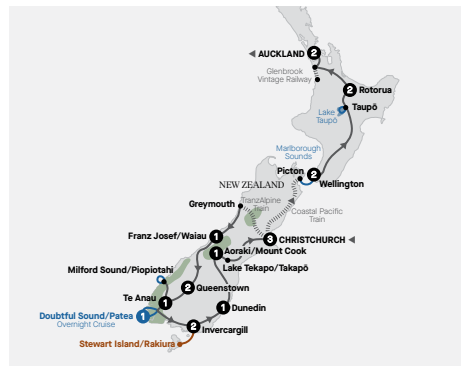 ◄ AUCKLAND 2
Glenbrook
Vintage Railway
2 Rotorua
Taupō
Lake
Taupō
Marlborough
Sounds
Picton
2
Wellington
NEW ZEALAND
TranzAlpine
Train
Greymouth
Coastal Pacific
Train
Franz Josef/Waiau 1
3 CHRISTCHURCH ◄
1 Aoraki/Mount Cook
Lake Tekapo/Takapō
Milford Sound/Piopiotahi
2 Queenstown
Te Anau 1
1 Dunedin
Doubtful Sound/Patea 1
Overnight Cruise
2 Invercargill
Stewart Island/Rakiura